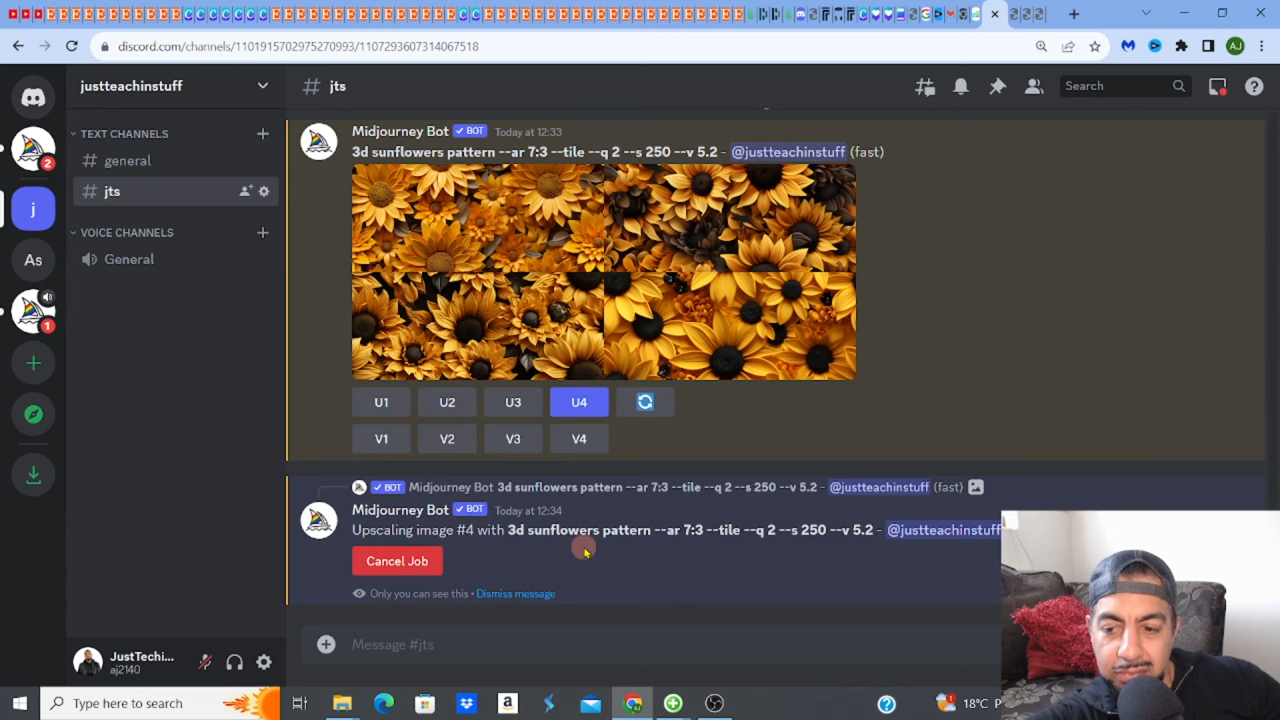 discord.com/channels/1101915702975270993/1107293607314067518
AJ
justteachinstuff
jts
Search
TEXT CHANNELS
general
jts
VOICE CHANNELS
General
2
j
As
1
Midjourney Bot ✓ BOT Today at 12:33
3d sunflowers pattern --ar 7:3 --tile --q 2 --s 250 --v 5.2 - @justteachinstuff (fast)
U1 U2 U3 U4
V1 V2 V3 V4
BOT Midjourney Bot 3d sunflowers pattern --ar 7:3 --tile --q 2 --s 250 --v 5.2 - @justteachinstuff (fast)
Midjourney Bot ✓ BOT Today at 12:34
Upscaling image #4 with 3d sunflowers pattern --ar 7:3 --tile --q 2 --s 250 --v 5.2 - @justteachinstuff
Cancel Job
Only you can see this • Dismiss message
Message #jts
JustTechi...
aj2140
Type here to search
18°C P